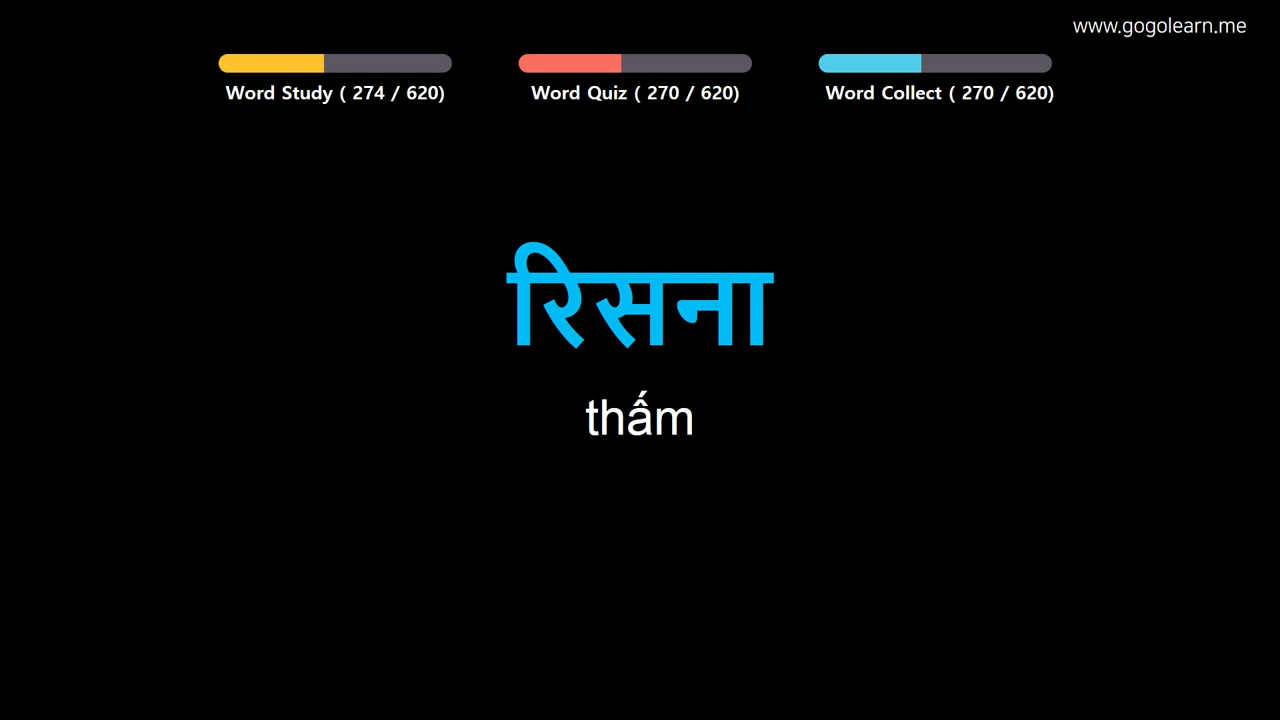 www.gogolearn.me
Word Study ( 274 / 620)
Word Quiz ( 270 / 620)
Word Collect ( 270 / 620)
रिसना
thấm